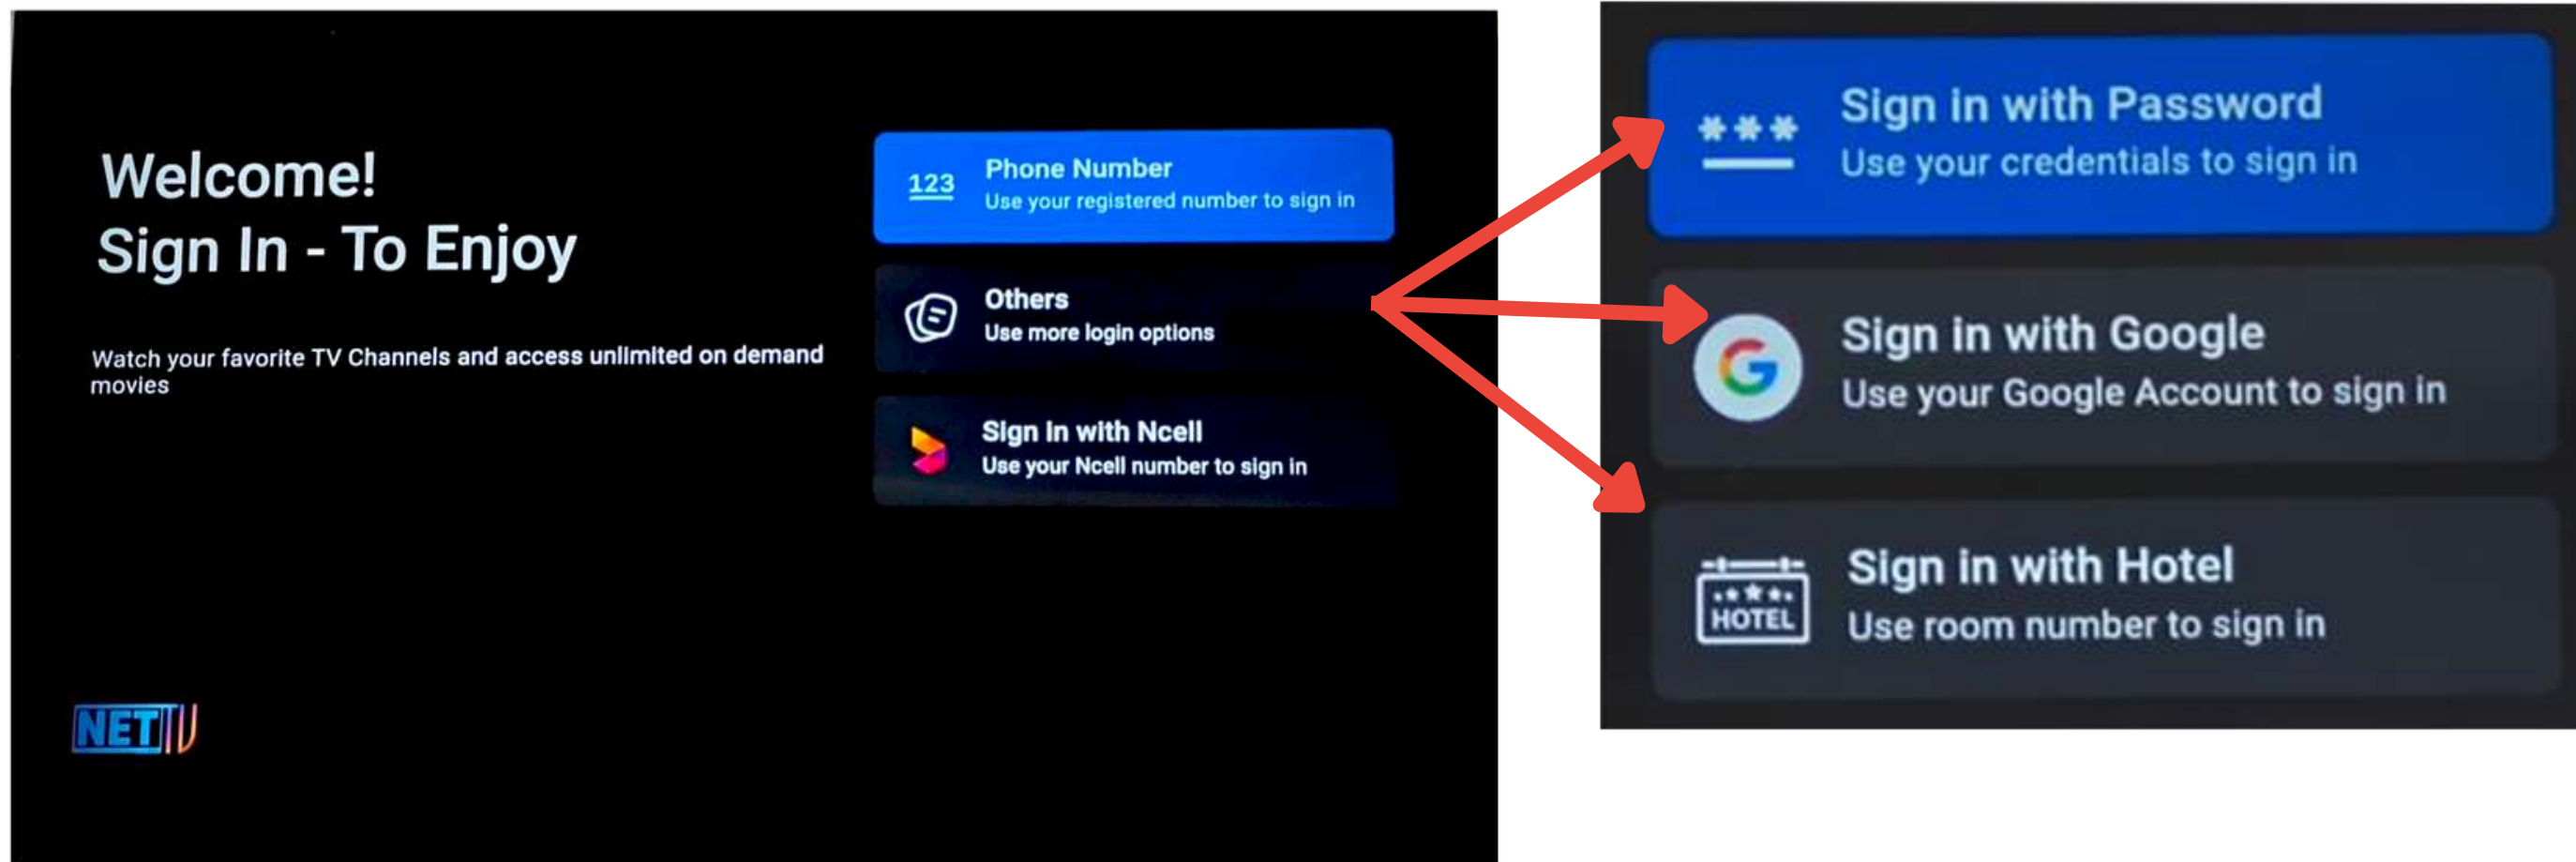 Welcome!
Sign In - To Enjoy
Watch your favorite TV Channels and access unlimited on demand
movies
NETTV
123
Phone Number
Use your registered number to sign in
Others
Use more login options
Sign In with Ncell
Use your Ncell number to sign in
***
Sign in with Password
Use your credentials to sign in
G
Sign in with Google
Use your Google Account to sign in
HOTEL
Sign in with Hotel
Use room number to sign in